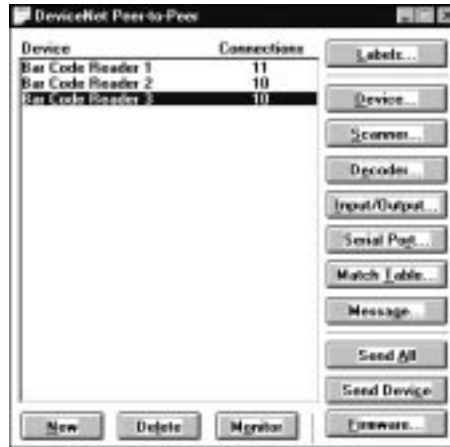 DeviceNet Peer-to-Peer
Device Connections
Bar Code Reader 1 11
Bar Code Reader 2 10
Bar Code Reader 3 10
Labels...
Device...
Scanner...
Decoder...
Input/Output...
Serial Port...
Match Table...
Message...
Send All
Send Device
Firmware...
New Delete Monitor